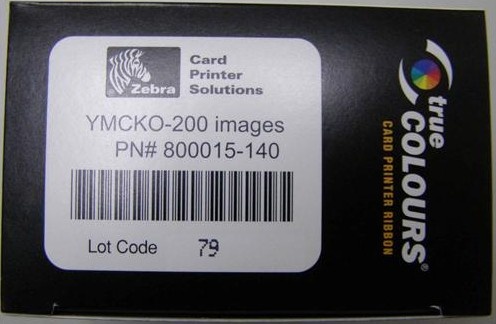 Zebra
Card
Printer
Solutions
YMCKO-200 images
PN# 800015-140
Lot Code 79
true
COLOURS®
CARD PRINTER RIBBON